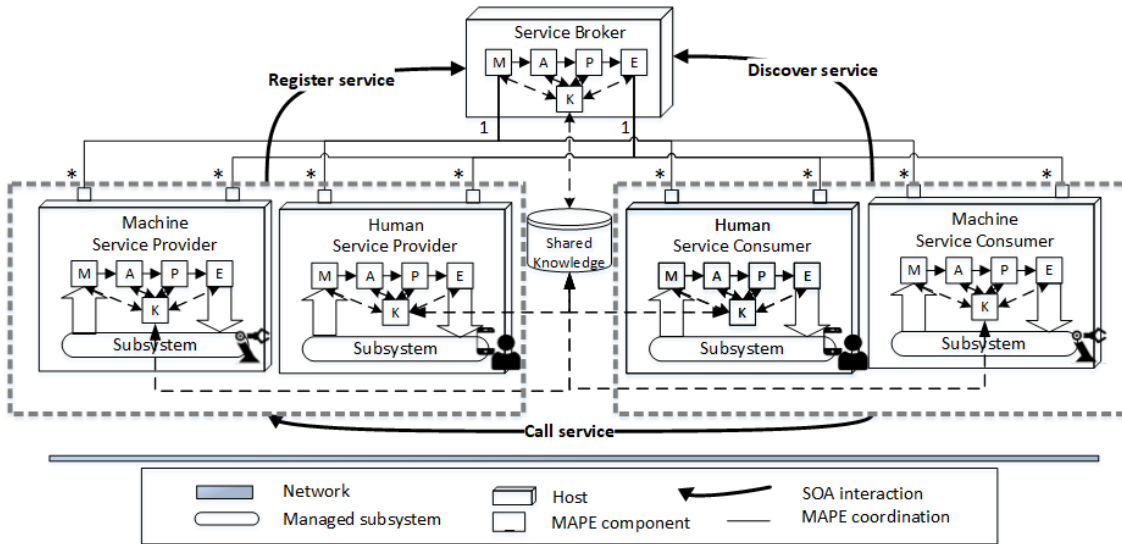 Service Broker
M A P E
K
Register service
Discover service
1 1
* * * * * * * *
Machine
Service Provider
M A P E
K
Subsystem
Human
Service Provider
M A P E
K
Subsystem
Shared
Knowledge
Human
Service Consumer
M A P E
K
Subsystem
Machine
Service Consumer
M A P E
K
Subsystem
Call service
Network
Managed subsystem
Host
MAPE component
SOA interaction
MAPE coordination